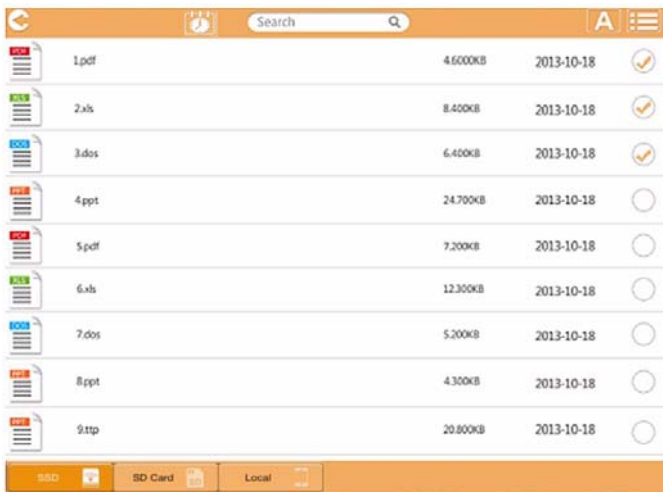 Search A
PDF 1.pdf 4.6000KB 2013-10-18
XLS 2.xls 8.400KB 2013-10-18
DOS 3.dos 6.400KB 2013-10-18
PPT 4.ppt 24.700KB 2013-10-18
PDF 5.pdf 7.200KB 2013-10-18
XLS 6.xls 12.300KB 2013-10-18
DOS 7.dos 5.200KB 2013-10-18
PPT 8.ppt 4.300KB 2013-10-18
PPT 9.ttp 20.800KB 2013-10-18
SSD SD Card Local